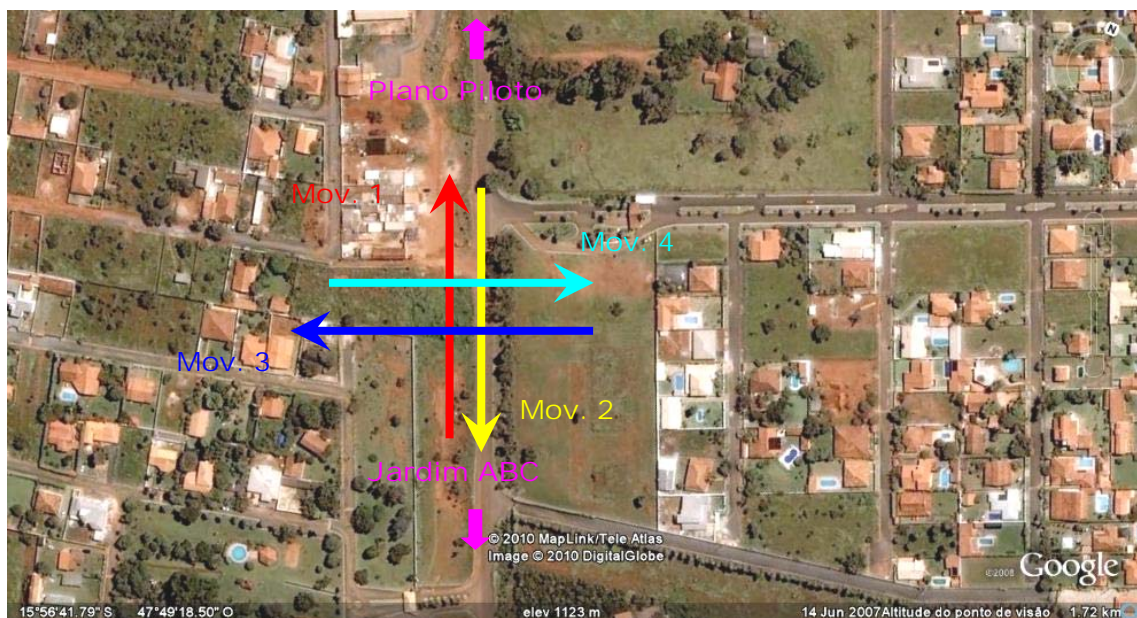 N
Plano Piloto
Mov. 1
Mov. 4
Mov. 3
Mov. 2
Jardim ABC
© 2010 MapLink/Tele Atlas
Image © 2010 DigitalGlobe
©2008 Google
15°56'41.79" S 47°49'18.50" O elev 1123 m 14 Jun 2007 Altitude do ponto de visão 1.72 km